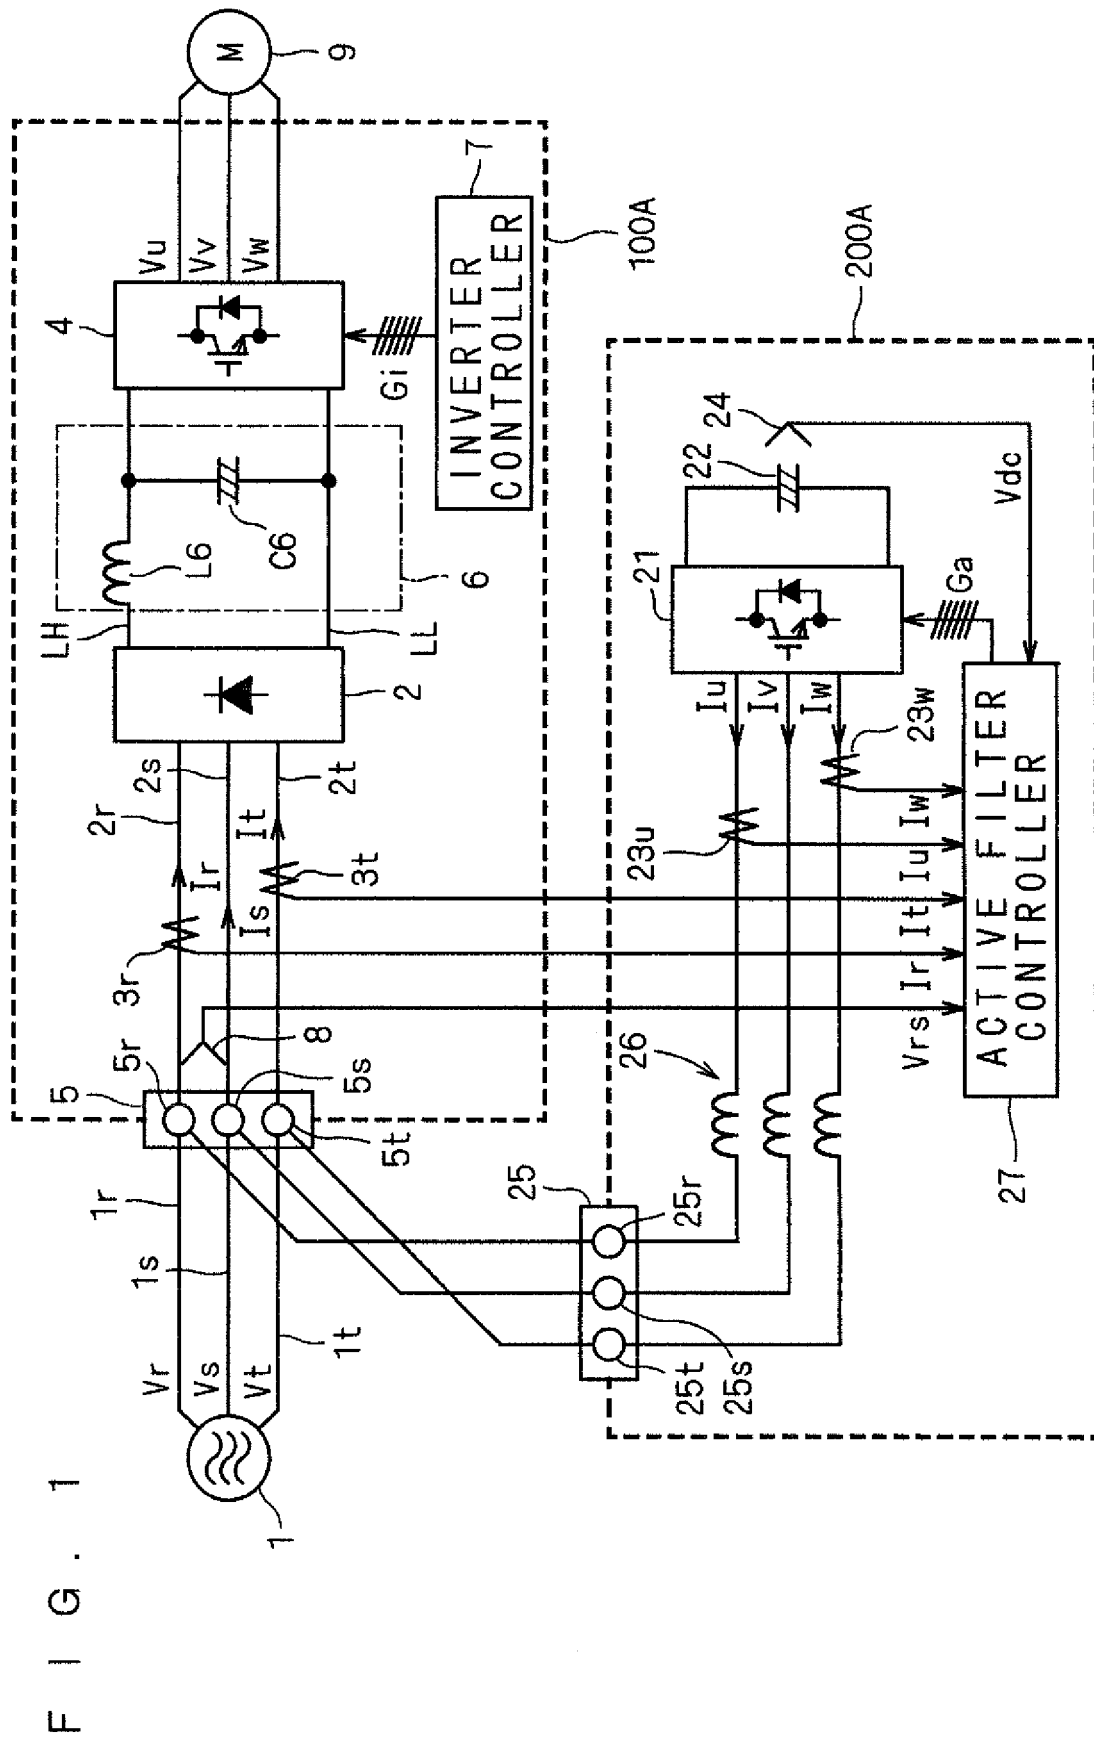 FIG. 1
1
Vr
Vs
Vt
1r
1s
1t
5
5r
5s
5t
8
3r
Ir
Is
It
3t
2r
2s
2t
2
LH
LL
L6
C6
6
4
Vu
Vv
Vw
M
9
Gi
INVERTER
CONTROLLER
7
100A
200A
25
25r
25s
25t
26
23u
23w
Iu
Iv
Iw
21
22
24
Vdc
Ga
Vrs
Ir
It
Iu
Iw
ACTIVE FILTER
CONTROLLER
27